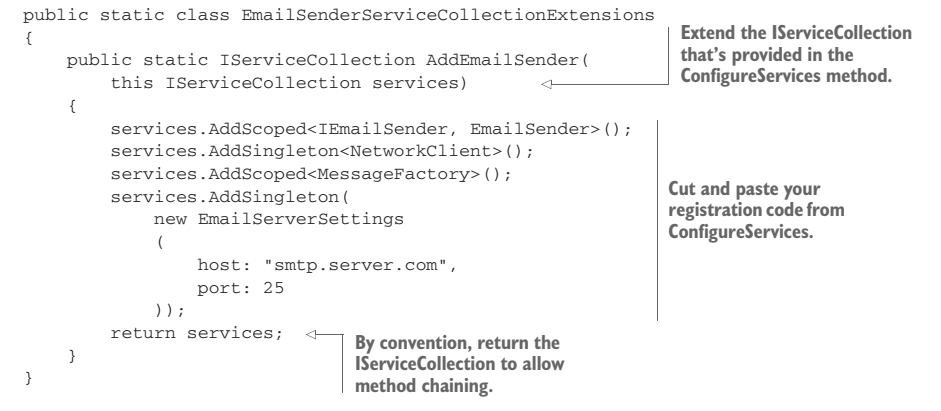 public static class EmailSenderServiceCollectionExtensions
{
    public static IServiceCollection AddEmailSender(
        this IServiceCollection services)
    {
        services.AddScoped<IEmailSender, EmailSender>();
        services.AddSingleton<NetworkClient>();
        services.AddScoped<MessageFactory>();
        services.AddSingleton(
            new EmailServerSettings
            (
                host: "smtp.server.com",
                port: 25
            ));
        return services;
    }
}
Extend the IServiceCollection
that's provided in the
ConfigureServices method.
Cut and paste your
registration code from
ConfigureServices.
By convention, return the
IServiceCollection to allow
method chaining.